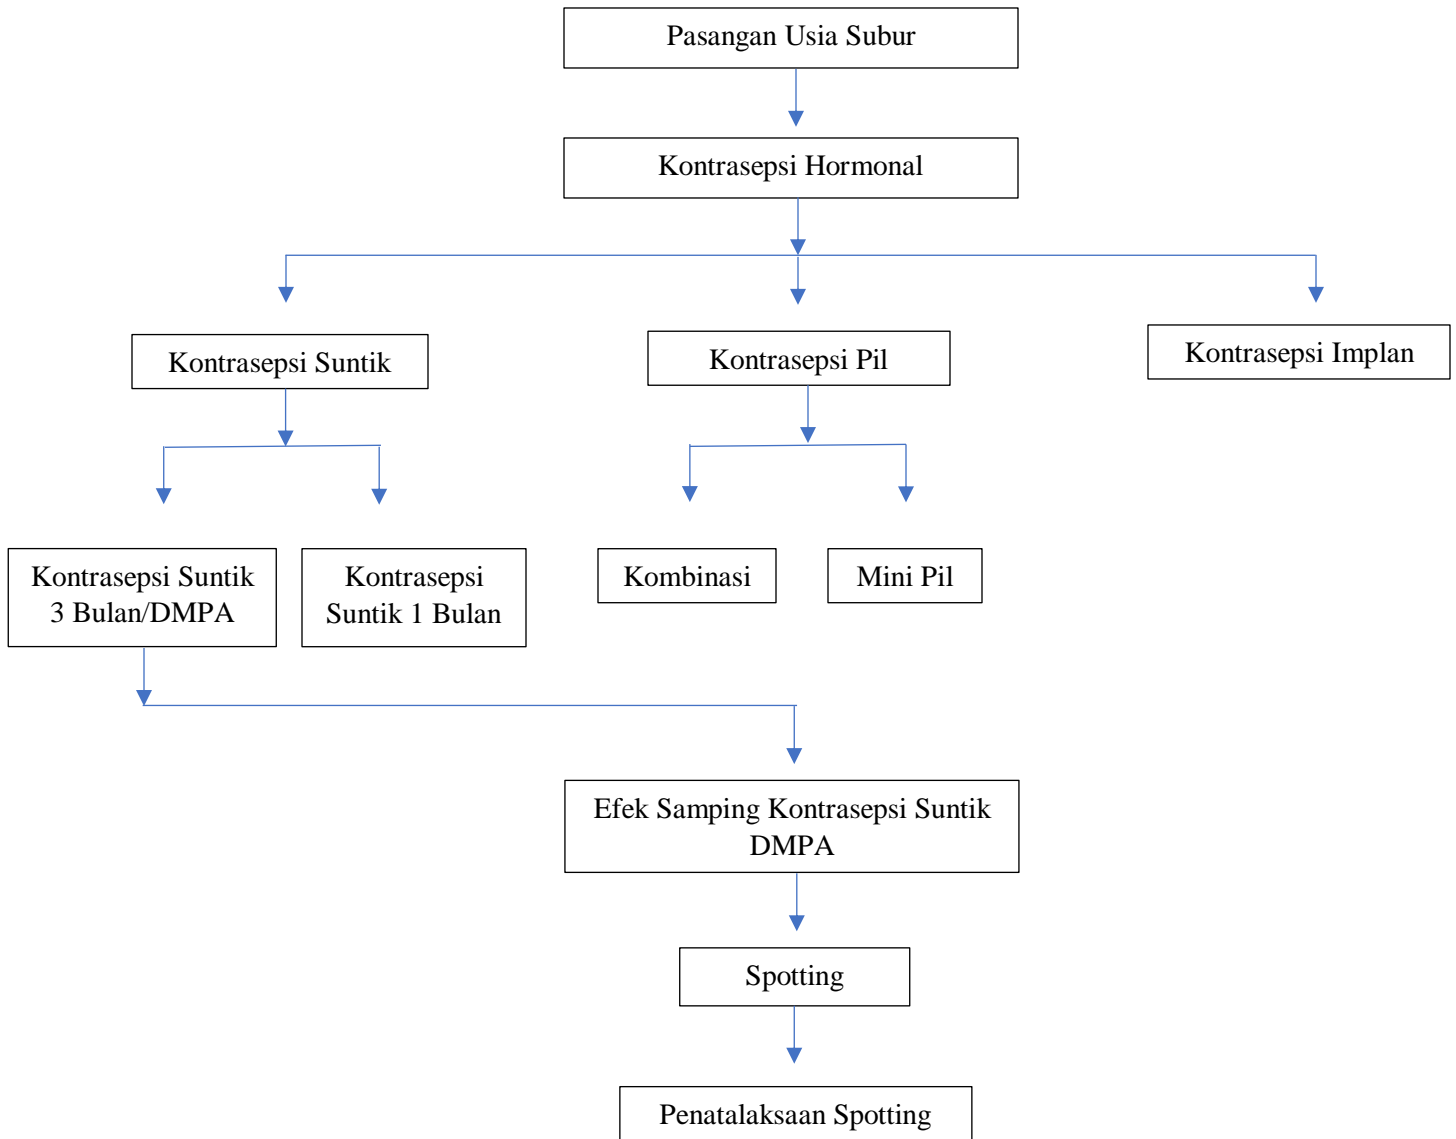 Pasangan Usia Subur
Kontrasepsi Hormonal
Kontrasepsi Suntik
Kontrasepsi Pil
Kontrasepsi Implan
Kontrasepsi Suntik
3 Bulan/DMPA
Kontrasepsi
Suntik 1 Bulan
Kombinasi
Mini Pil
Efek Samping Kontrasepsi Suntik
DMPA
Spotting
Penatalaksaan Spotting